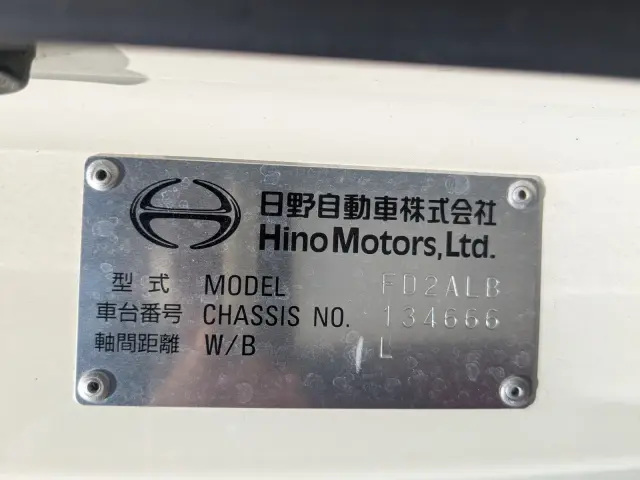 日野自動車株式会社
Hino Motors, Ltd.
型式 MODEL FD2ALB
車台番号 CHASSIS NO. 134666
軸間距離 W/B L